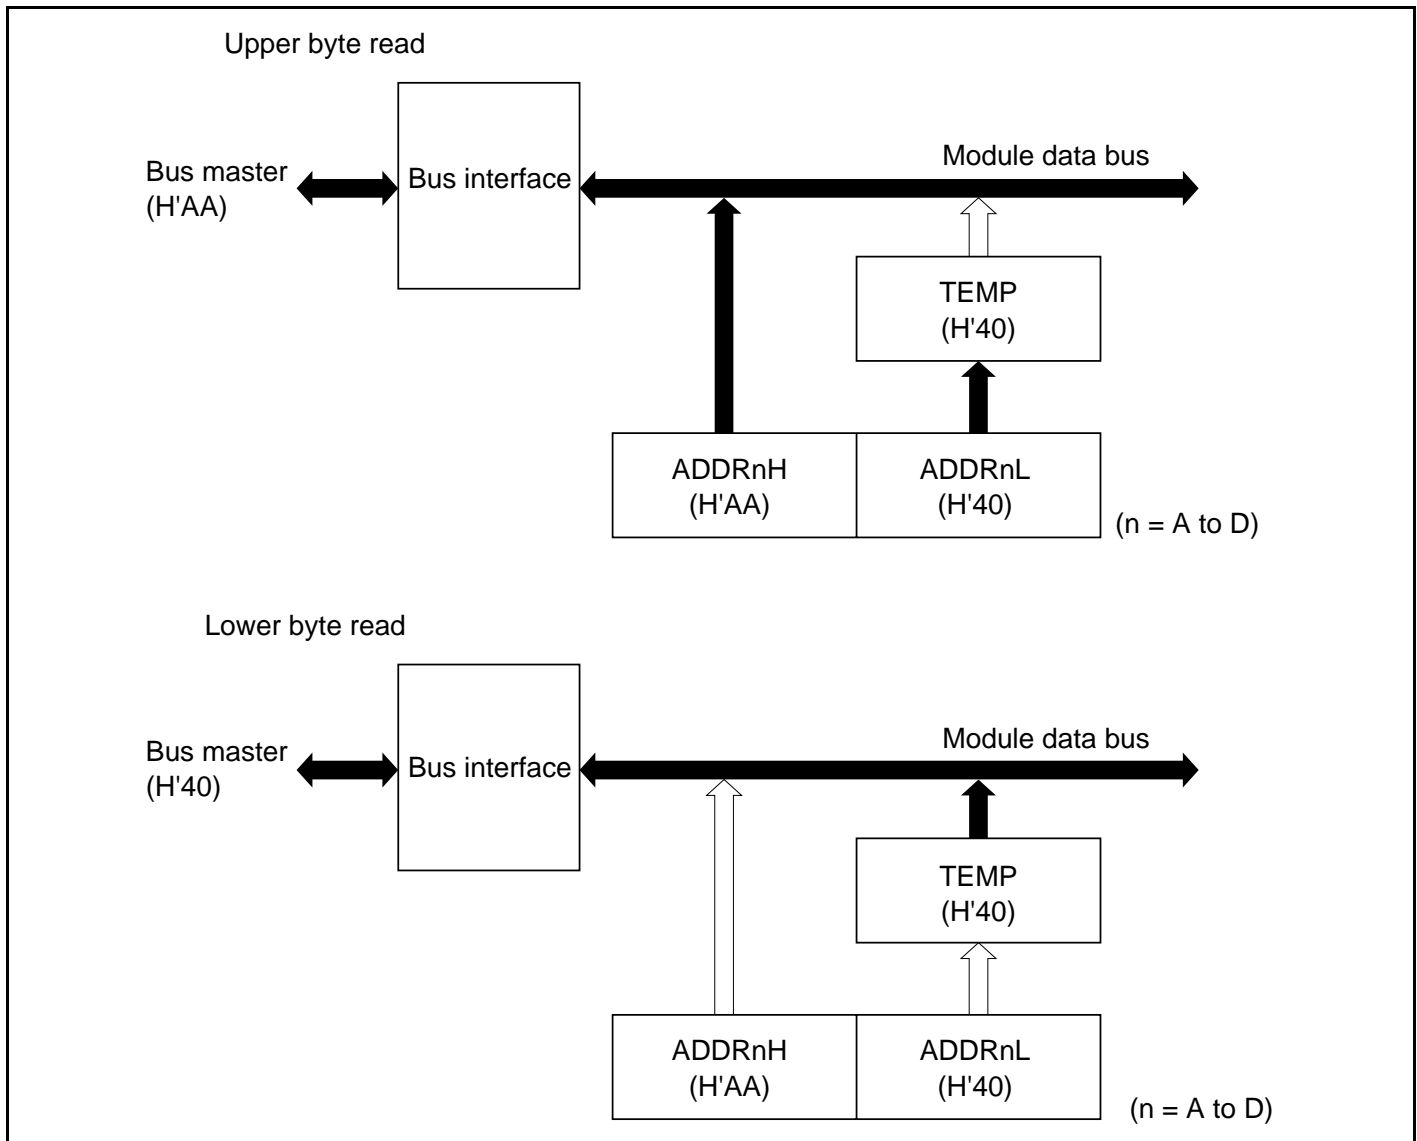 Upper byte read
Bus master
(H'AA)
Bus interface
Module data bus
TEMP
(H'40)
ADDRnH
(H'AA)
ADDRnL
(H'40)
(n = A to D)
Lower byte read
Bus master
(H'40)
Bus interface
Module data bus
TEMP
(H'40)
ADDRnH
(H'AA)
ADDRnL
(H'40)
(n = A to D)